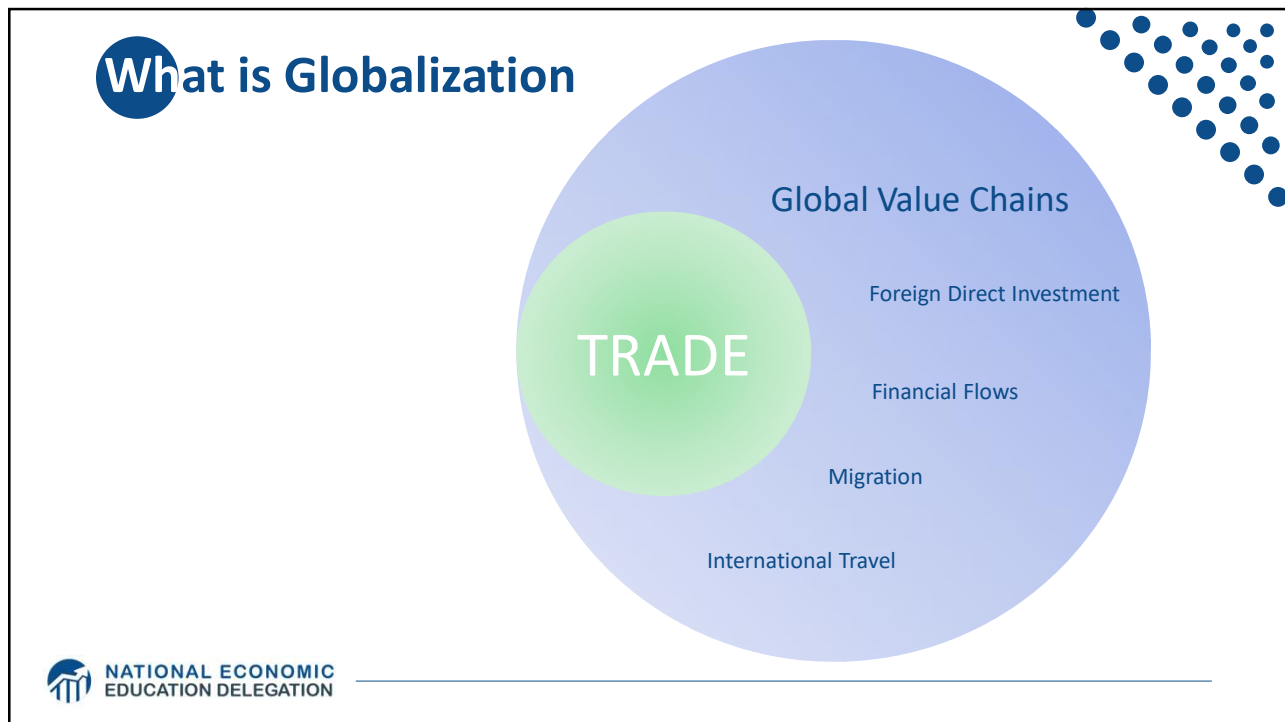 What is Globalization
Global Value Chains
Foreign Direct Investment
TRADE
Financial Flows
Migration
International Travel
NATIONAL ECONOMIC
EDUCATION DELEGATION